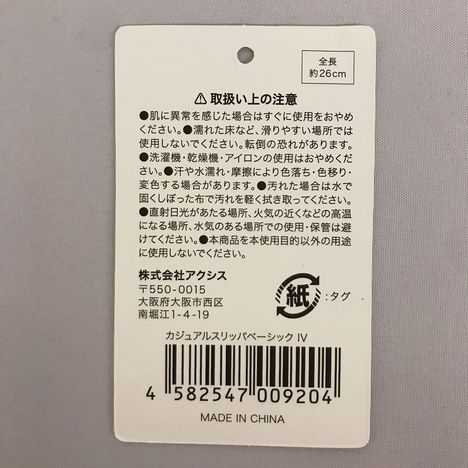 全長
約26cm
⚠取扱い上の注意
●肌に異常を感じた場合はすぐに使用をおやめ
ください。●濡れた床など、滑りやすい場所では
使用しないでください。転倒の恐れがあります。
●洗濯機・乾燥機・アイロンの使用はおやめくだ
さい。●汗や水濡れ・摩擦により色落ち・色移り・
変色する場合があります。●汚れた場合は水で
固くしぼった布で汚れを軽く拭き取ってください。
●直射日光があたる場所、火気の近くなどの高温
になる場所、水気のある場所での使用・保管は避
けてください。●本商品を本使用目的以外の用途
に使用しないでください。
株式会社アクシス
〒550-0015
大阪府大阪市西区
南堀江1-4-19
紙:タグ
カジュアルスリッパベーシック IV
4 582547 009204
MADE IN CHINA